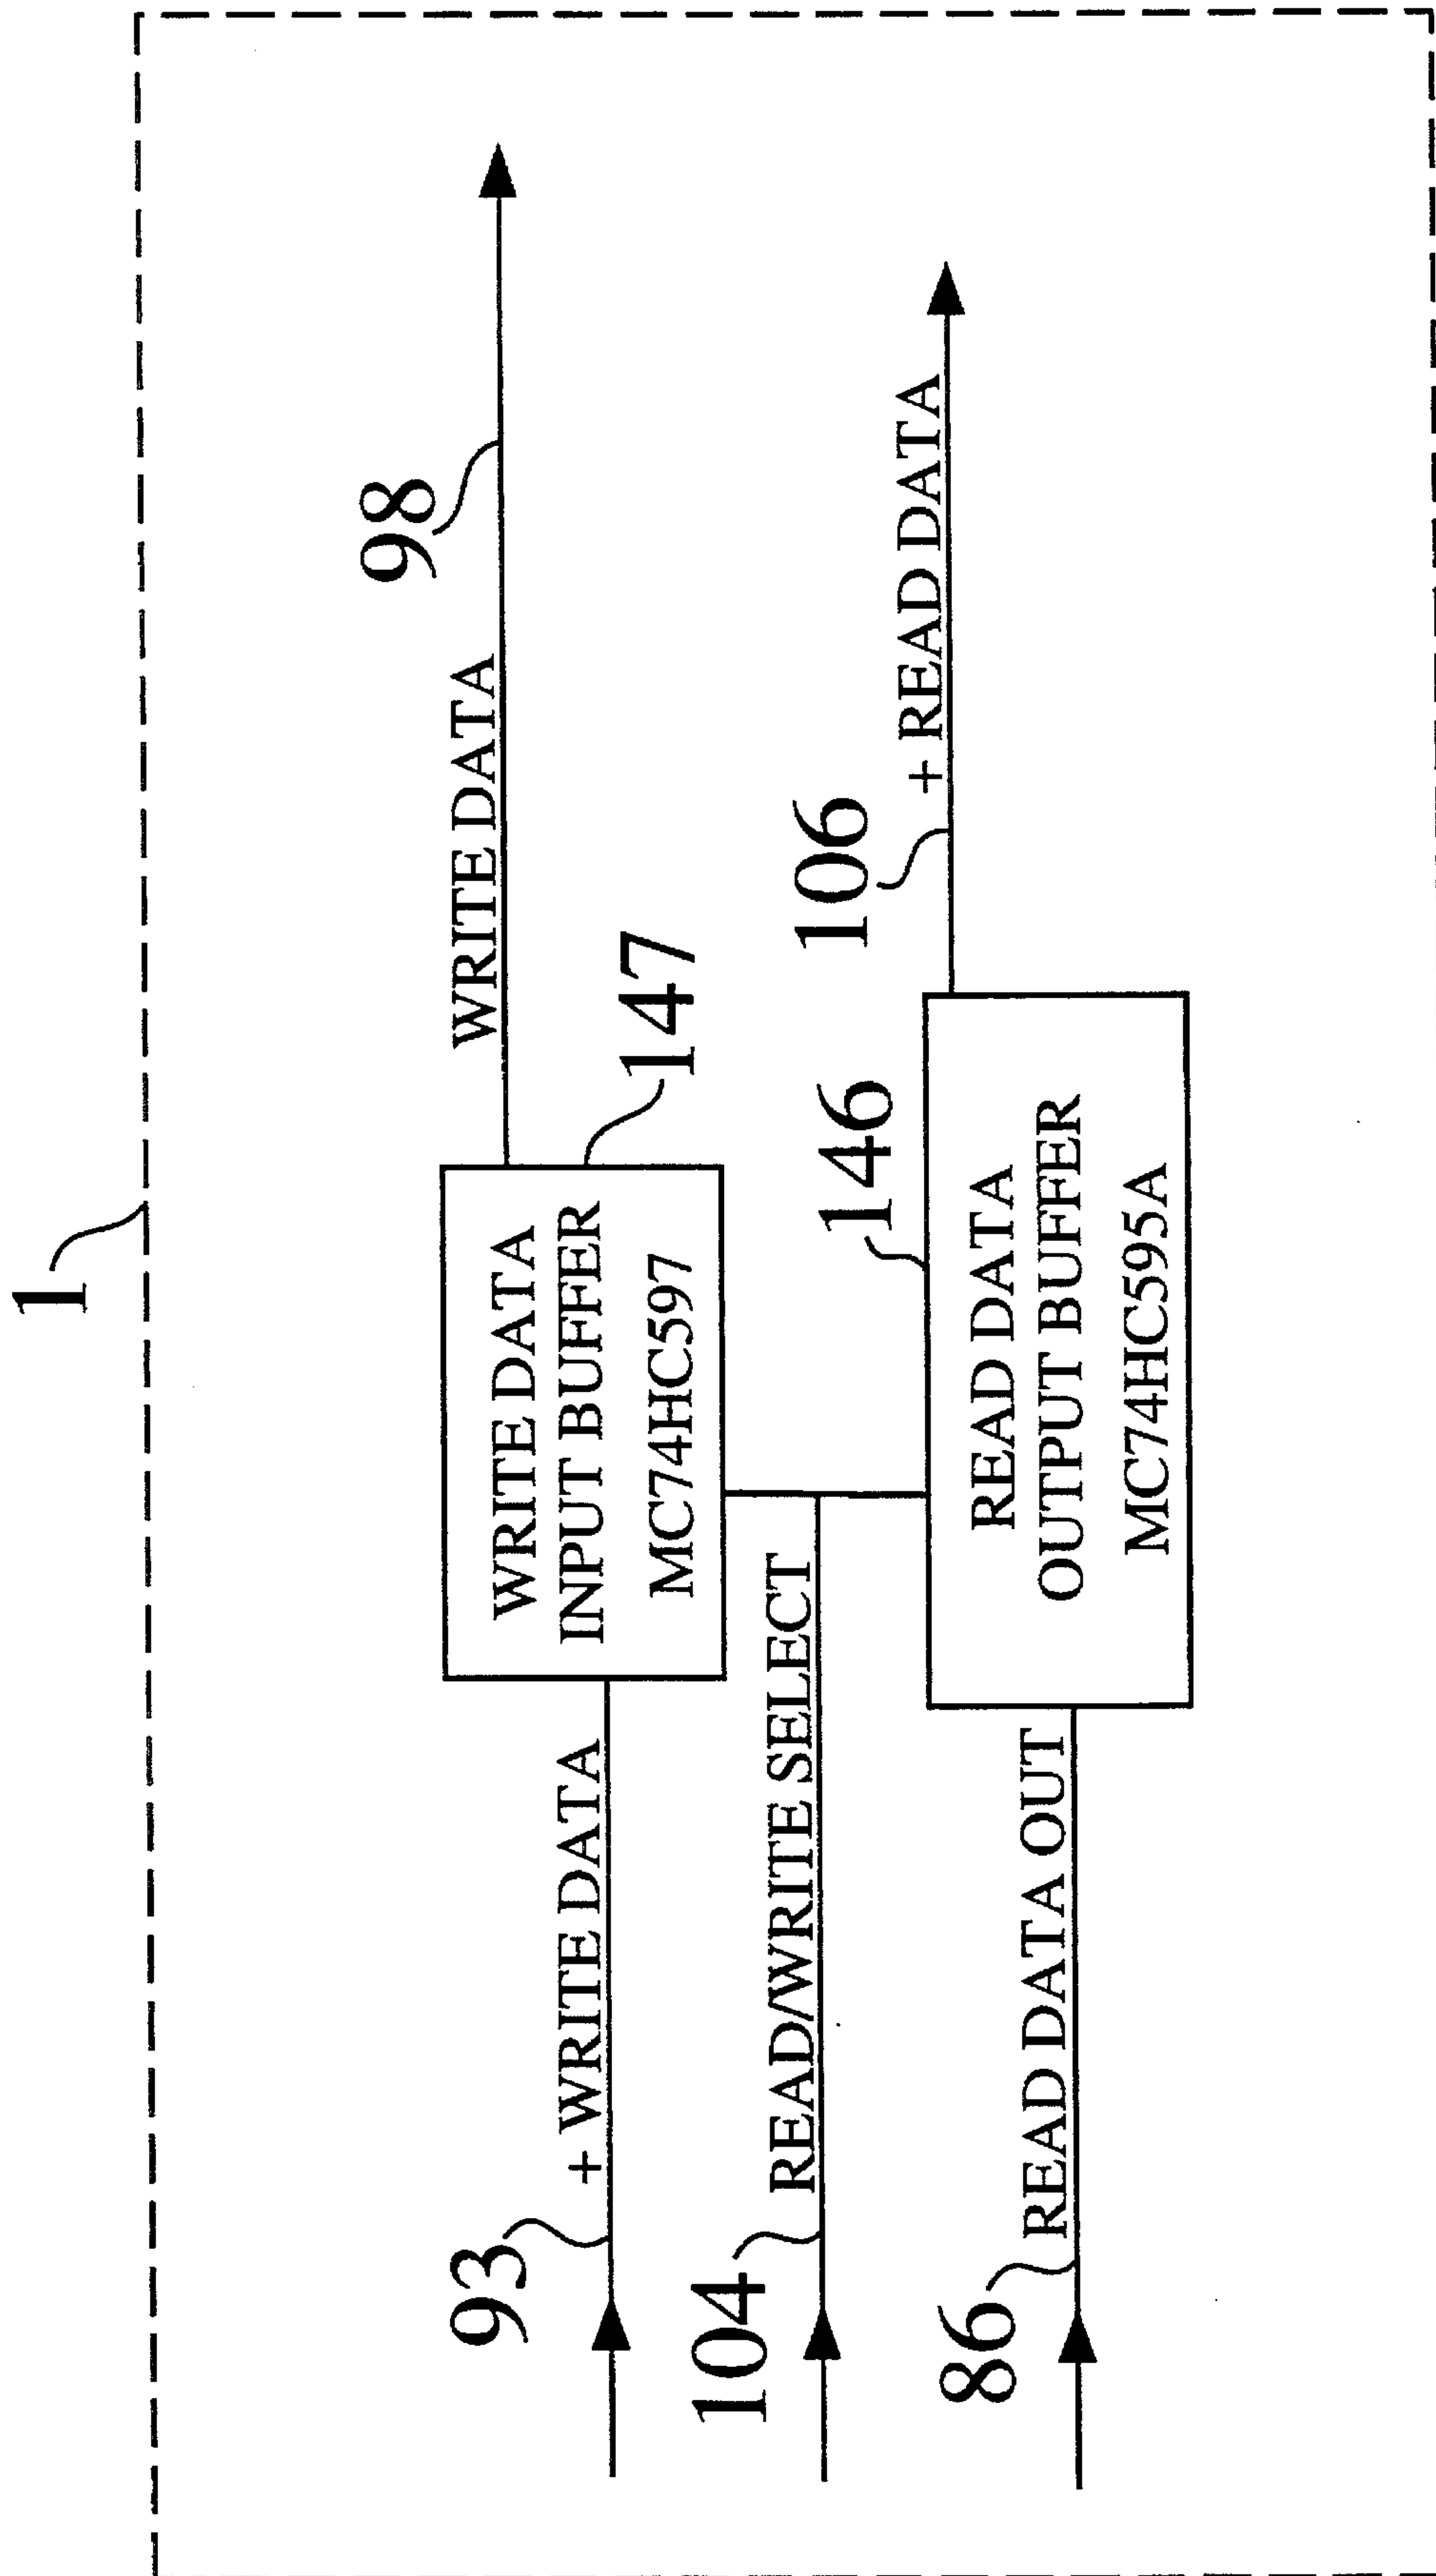 1
98
WRITE DATA
147
WRITE DATA
INPUT BUFFER
MC74HC597
+ WRITE DATA
93
106
+ READ DATA
146
READ DATA
OUTPUT BUFFER
MC74HC595A
READ/WRITE SELECT
104
READ DATA OUT
86